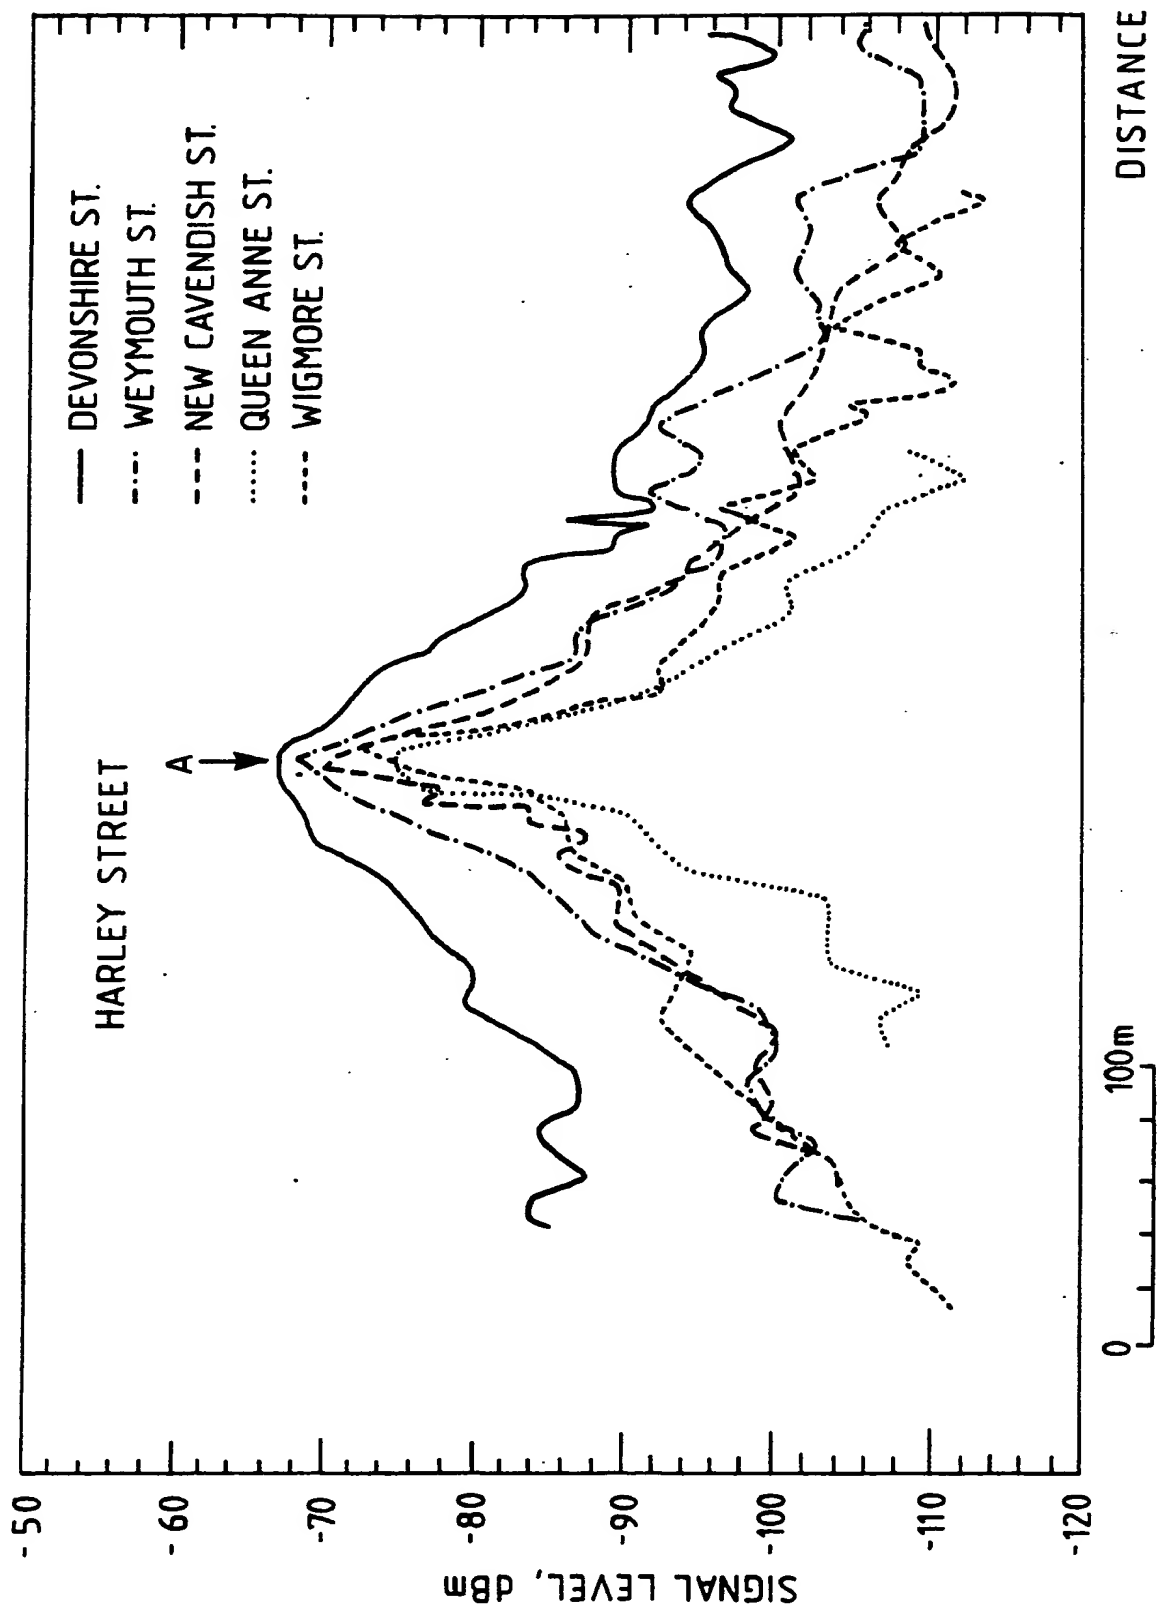 HARLEY STREET
A
DEVONSHIRE ST.
WEYMOUTH ST.
NEW CAVENDISH ST.
QUEEN ANNE ST.
WIGMORE ST.
SIGNAL LEVEL, dBm
-50
-60
-70
-80
-90
-100
-110
-120
0 100m
DISTANCE